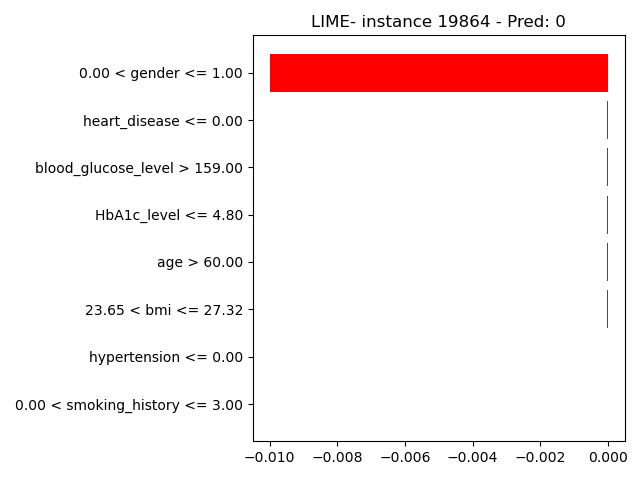 LIME- instance 19864 - Pred: 0
0.00 < gender <= 1.00
heart_disease <= 0.00
blood_glucose_level > 159.00
HbA1c_level <= 4.80
age > 60.00
23.65 < bmi <= 27.32
hypertension <= 0.00
0.00 < smoking_history <= 3.00
−0.010 −0.008 −0.006 −0.004 −0.002 0.000